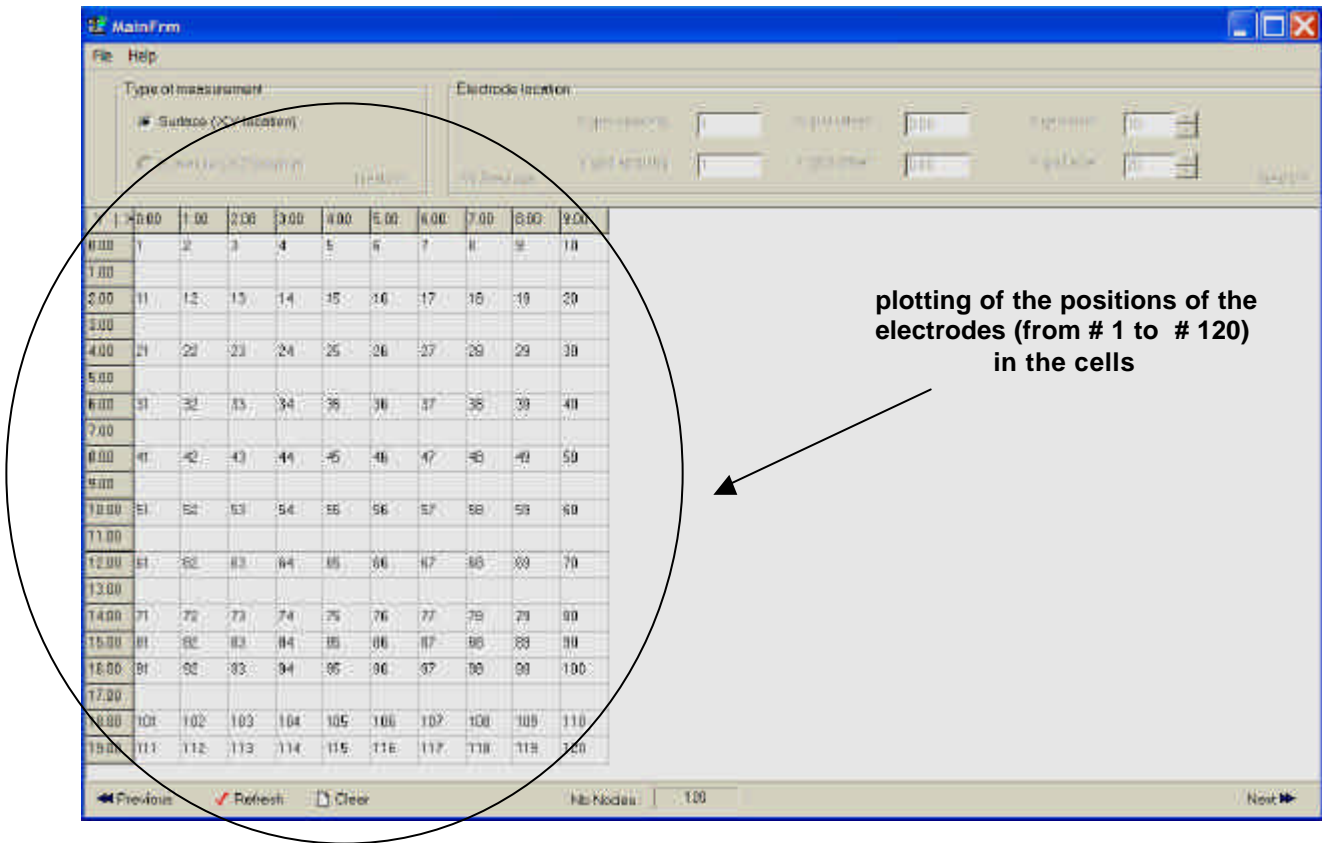 MainFrm
File Help
Type of measurement Electrode location
Surface (X,Y location)
Y | X 0.00 1.00 2.00 3.00 4.00 5.00 6.00 7.00 8.00 9.00
0.00 1 2 3 4 5 6 7 8 9 10
1.00
2.00 11 12 13 14 15 16 17 18 19 20
3.00
4.00 21 22 23 24 25 26 27 28 29 30
5.00
6.00 31 32 33 34 35 36 37 38 39 40
7.00
8.00 41 42 43 44 45 46 47 48 49 50
9.00
10.00 51 52 53 54 55 56 57 58 59 60
11.00
12.00 61 62 63 64 65 66 67 68 69 70
13.00
14.00 71 72 73 74 75 76 77 78 79 80
15.00 81 82 83 84 85 86 87 88 89 90
16.00 91 92 93 94 95 96 97 98 99 100
17.00
18.00 101 102 103 104 105 106 107 108 109 110
19.00 111 112 113 114 115 116 117 118 119 120
plotting of the positions of the
electrodes (from # 1 to # 120)
in the cells
Previous Refresh Clear Nb Nodes : Next